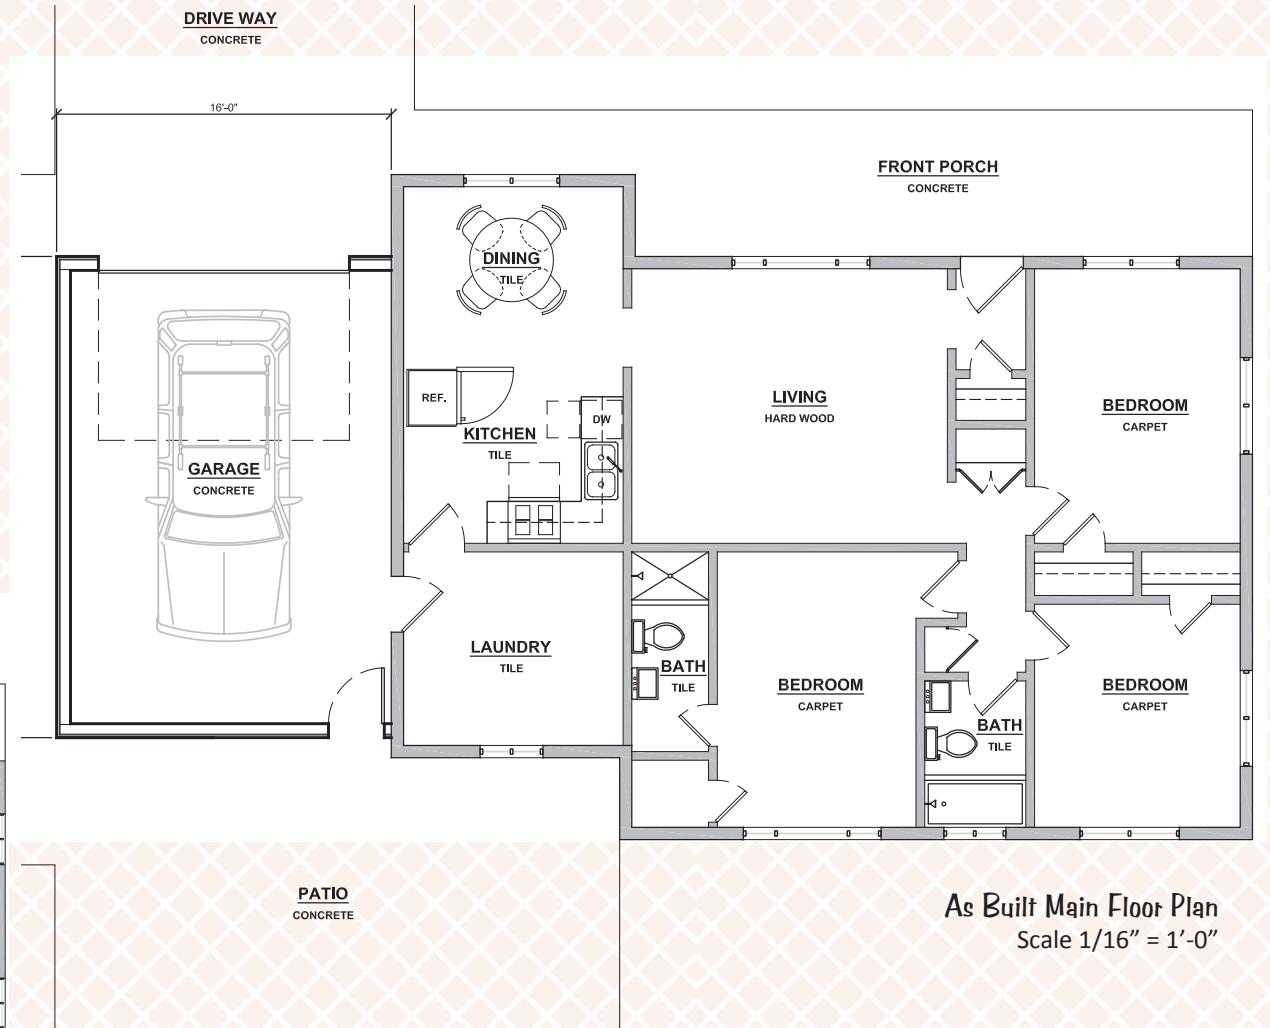 DRIVE WAY
CONCRETE
16'-0"
FRONT PORCH
CONCRETE
DINING
TILE
REF.
DW
KITCHEN
TILE
LIVING
HARD WOOD
BEDROOM
CARPET
GARAGE
CONCRETE
LAUNDRY
TILE
BATH
TILE
BEDROOM
CARPET
BATH
TILE
BEDROOM
CARPET
PATIO
CONCRETE
As Built Main Floor Plan
Scale 1/16” = 1’-0”